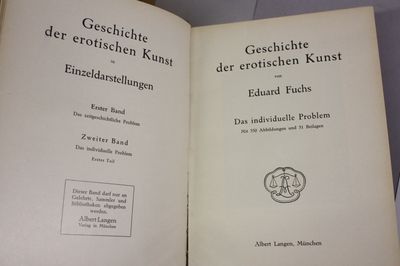 Geschichte
der erotischen Kunst
in
Einzeldarstellungen
Erster Band
Das zeitgeschichtliche Problem
Zweiter Band
Das individuelle Problem
Erster Teil
Dieser Band darf nur an
Gelehrte, Sammler und
Bibliotheken abgegeben
werden.
Albert Langen
Verlag in München
Geschichte
der erotischen Kunst
von
Eduard Fuchs
Das individuelle Problem
Mit 350 Abbildungen und 51 Beilagen
Albert Langen, München